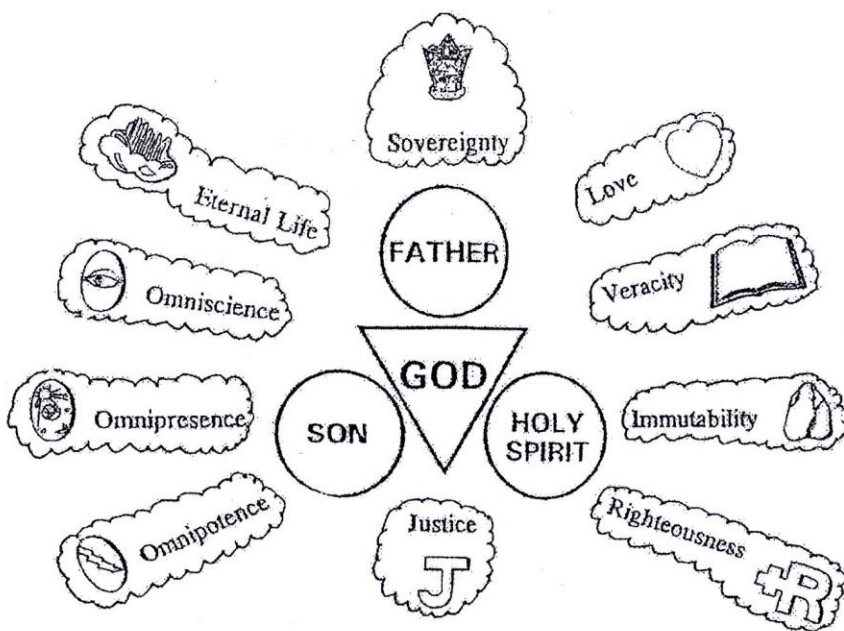 Sovereignty
Eternal Life
Love
FATHER
Omniscience
Veracity
GOD
Omnipresence
SON
HOLY
SPIRIT
Immutability
Omnipotence
Justice
J
Righteousness
+R